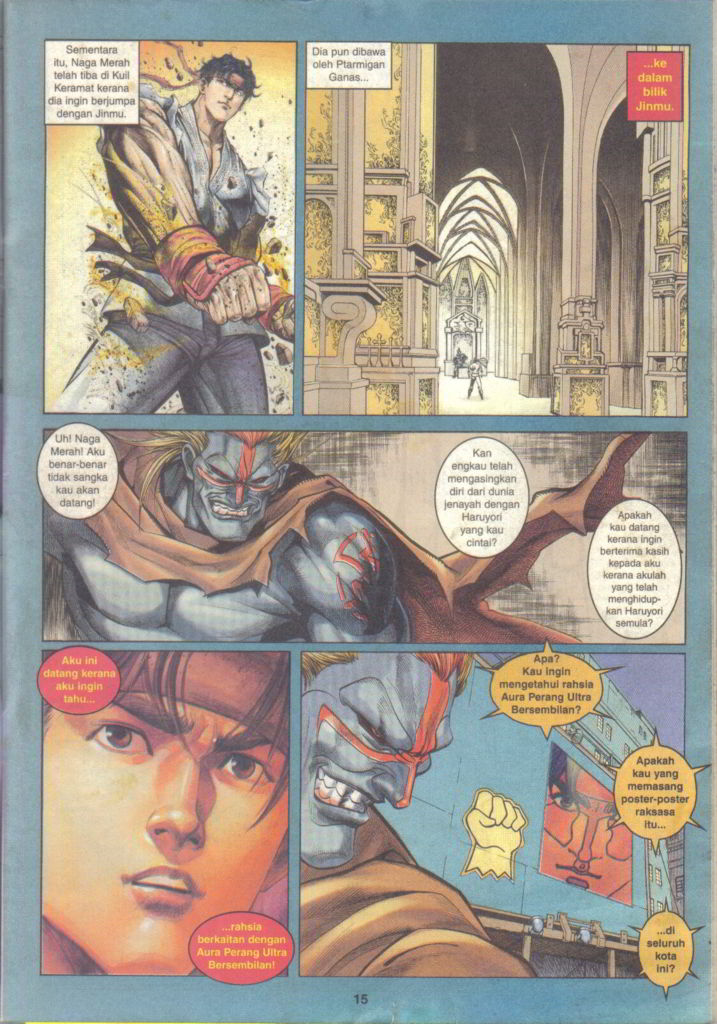 Sementara
itu, Naga Merah
telah tiba di Kuil
Keramat kerana
dia ingin berjumpa
dengan Jinmu.
Dia pun dibawa
oleh Ptarmigan
Ganas...
...ke
dalam
bilik
Jinmu.
Uh! Naga
Merah! Aku
benar-benar
tidak sangka
kau akan
datang!
Kan
engkau telah
mengasingkan
diri dari dunia
jenayah dengan
Haruyori
yang kau
cintai?
Apakah
kau datang
kerana ingin
berterima kasih
kepada aku
kerana akulah
yang telah
menghidup-
kan Haruyori
semula?
Aku ini
datang kerana
aku ingin
tahu...
...rahsia
berkaitan dengan
Aura Perang Ultra
Bersembilan!
Apa?
Kau ingin
mengetahui rahsia
Aura Perang Ultra
Bersembilan?
Apakah
kau yang
memasang
poster-poster
raksasa
itu...
...di
seluruh
kota
ini?
15